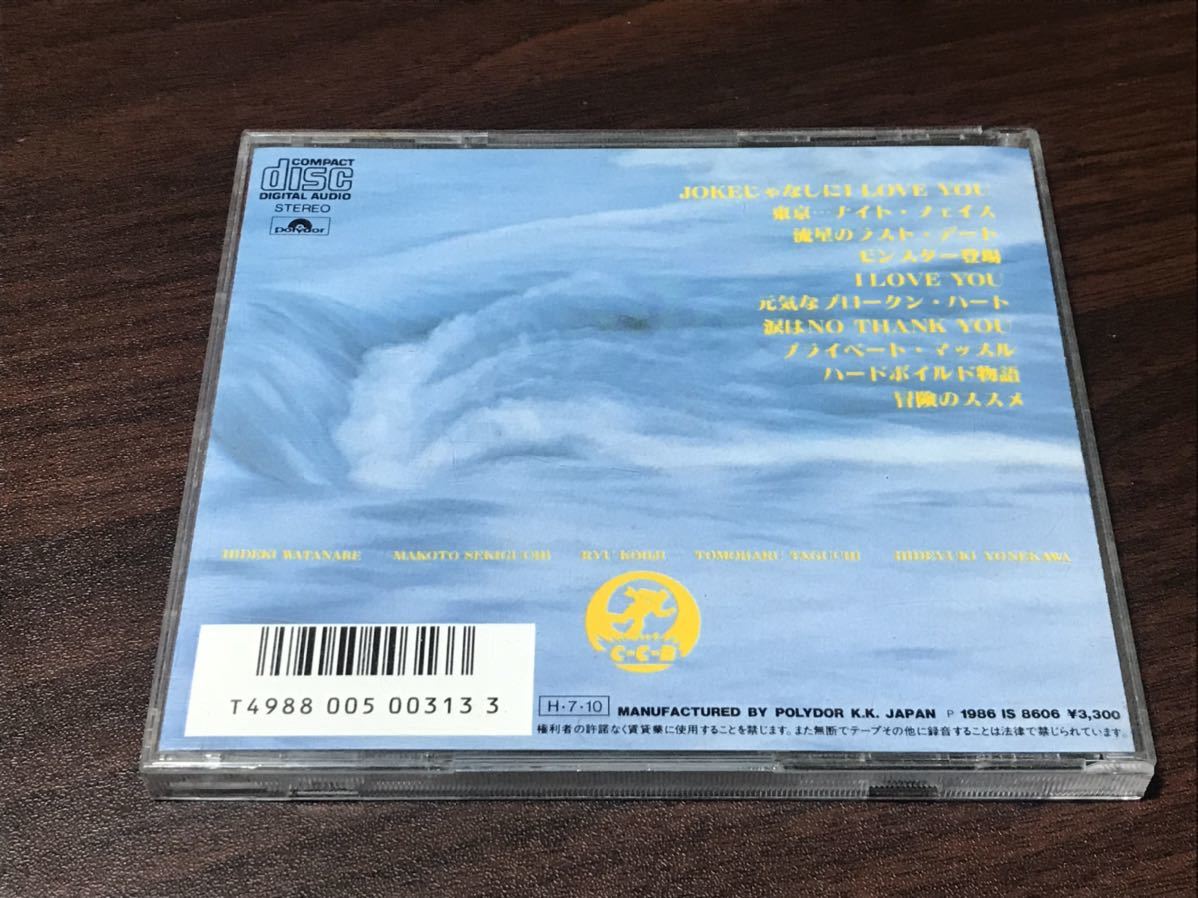 COMPACT
disc
DIGITAL AUDIO
STEREO
polydor
JOKEじゃなしにI LOVE YOU
東京…ナイト・フェイス
流星のラスト・デート
モンスター登場
I LOVE YOU
元気なブロークン・ハート
涙はNO THANK YOU
プライベート・マッスル
ハードボイルド物語
冒険のススメ
HIDEKI WATANABE MAKOTO SEKIGUCHI RYU KOHJI TOMOHARU TAGUCHI HIDEYUKI YONEKAWA
C-C-B
T4988 005 00313 3
H・7・10 MANUFACTURED BY POLYDOR K.K. JAPAN P 1986 IS 8606 ¥3,300
権利者の許諾なく賃貸業に使用することを禁じます。また無断でテープその他に録音することは法律で禁じられています。